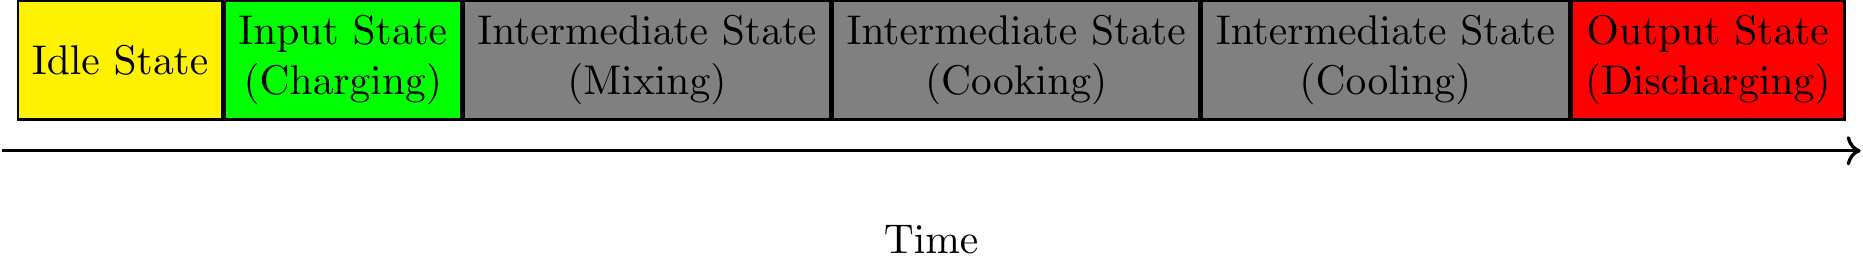 Idle State
Input State
(Charging)
Intermediate State
(Mixing)
Intermediate State
(Cooking)
Intermediate State
(Cooling)
Output State
(Discharging)
Time